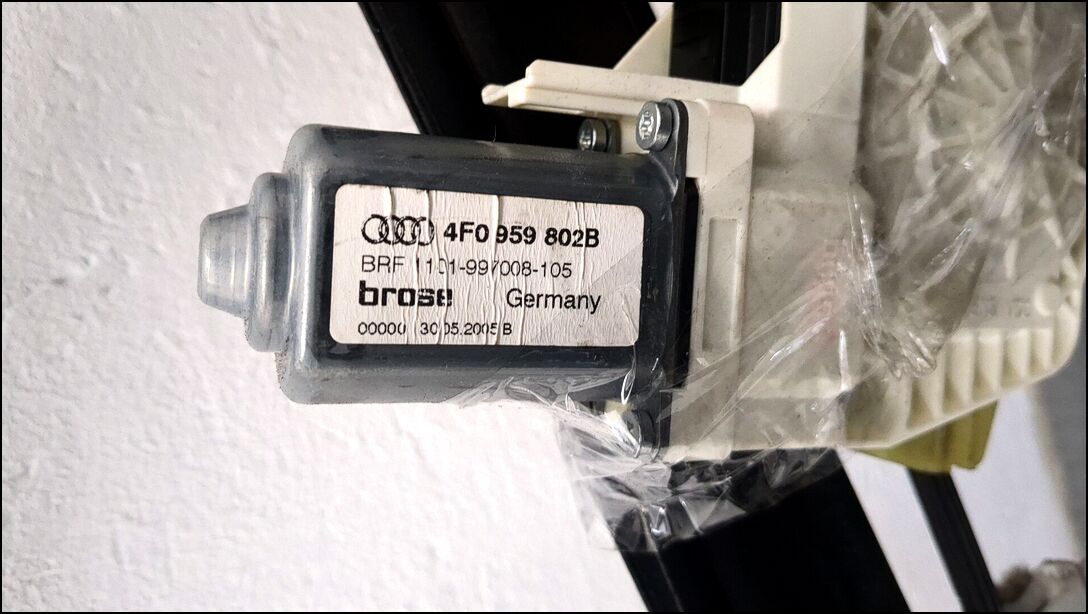 4F0 959 802B
BRF 1101-997008-105
brose Germany
00000 30.05.2005 B